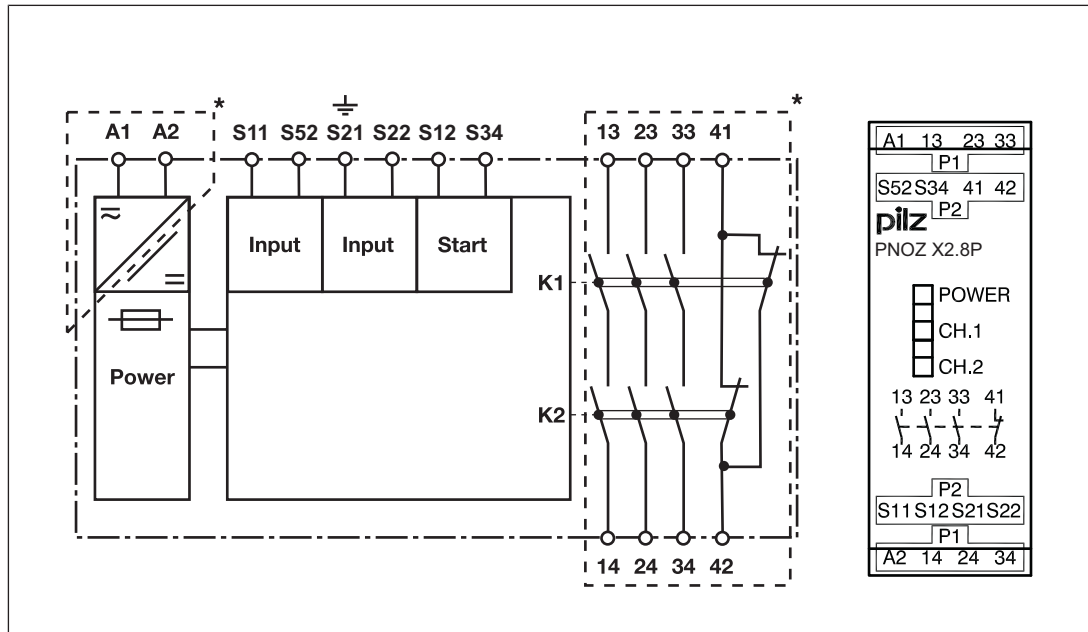 * *
A1 A2 S11 S52 S21 S22 S12 S34 13 23 33 41
Input Input Start
K1
Power
K2
14 24 34 42
A1 13 23 33
P1
S52 S34 41 42
P2
pilz
PNOZ X2.8P
POWER
CH.1
CH.2
13 23 33 41
14 24 34 42
P2
S11 S12 S21 S22
P1
A2 14 24 34